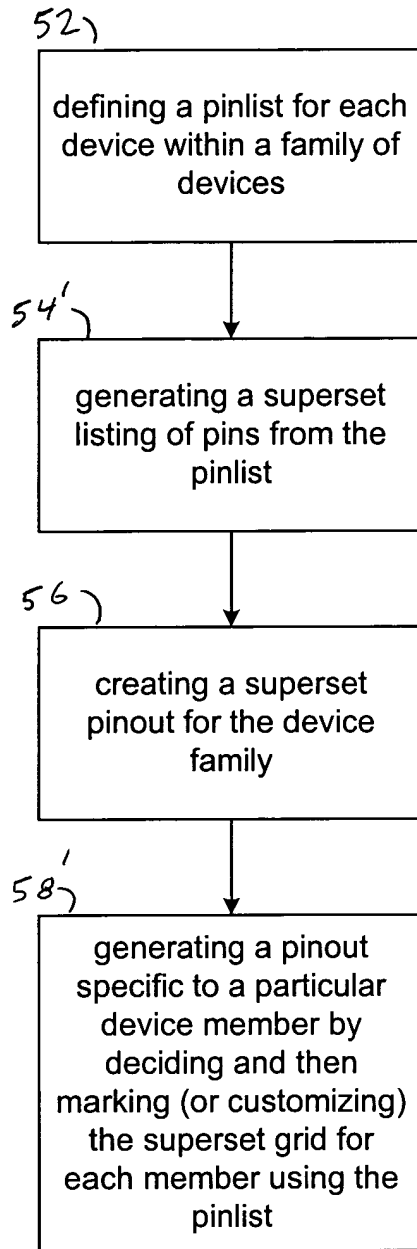 52
defining a pinlist for each
device within a family of
devices
54'
generating a superset
listing of pins from the
pinlist
56
creating a superset
pinout for the device
family
58'
generating a pinout
specific to a particular
device member by
deciding and then
marking (or customizing)
the superset grid for
each member using the
pinlist